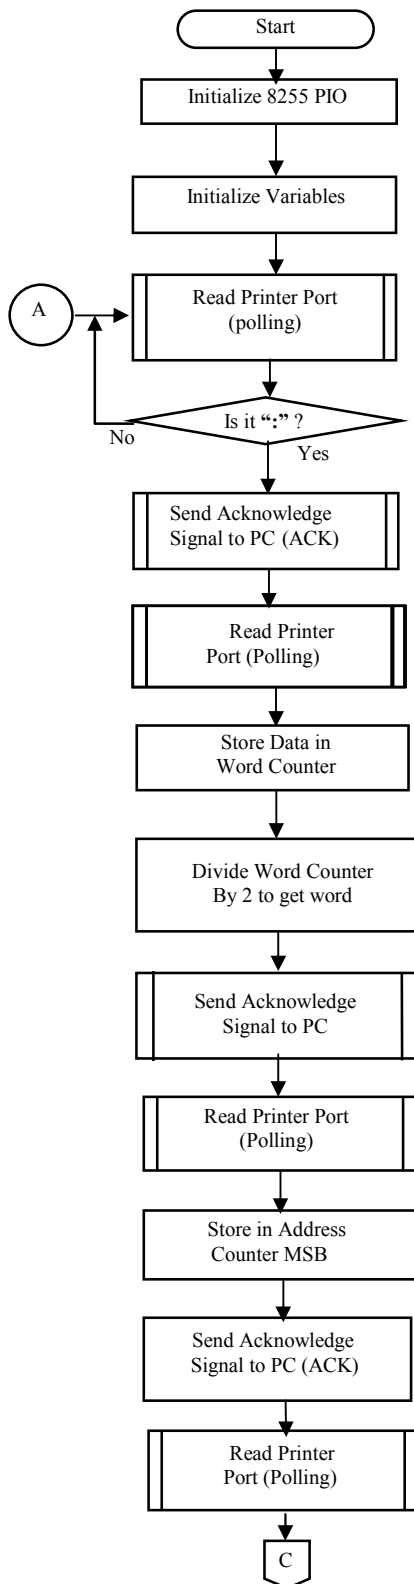 Start
Initialize 8255 PIO
Initialize Variables
A
Read Printer Port
(polling)
Is it “:” ?
No
Yes
Send Acknowledge
Signal to PC (ACK)
Read Printer
Port (Polling)
Store Data in
Word Counter
Divide Word Counter
By 2 to get word
Send Acknowledge
Signal to PC
Read Printer Port
(Polling)
Store in Address
Counter MSB
Send Acknowledge
Signal to PC (ACK)
Read Printer
Port (Polling)
C